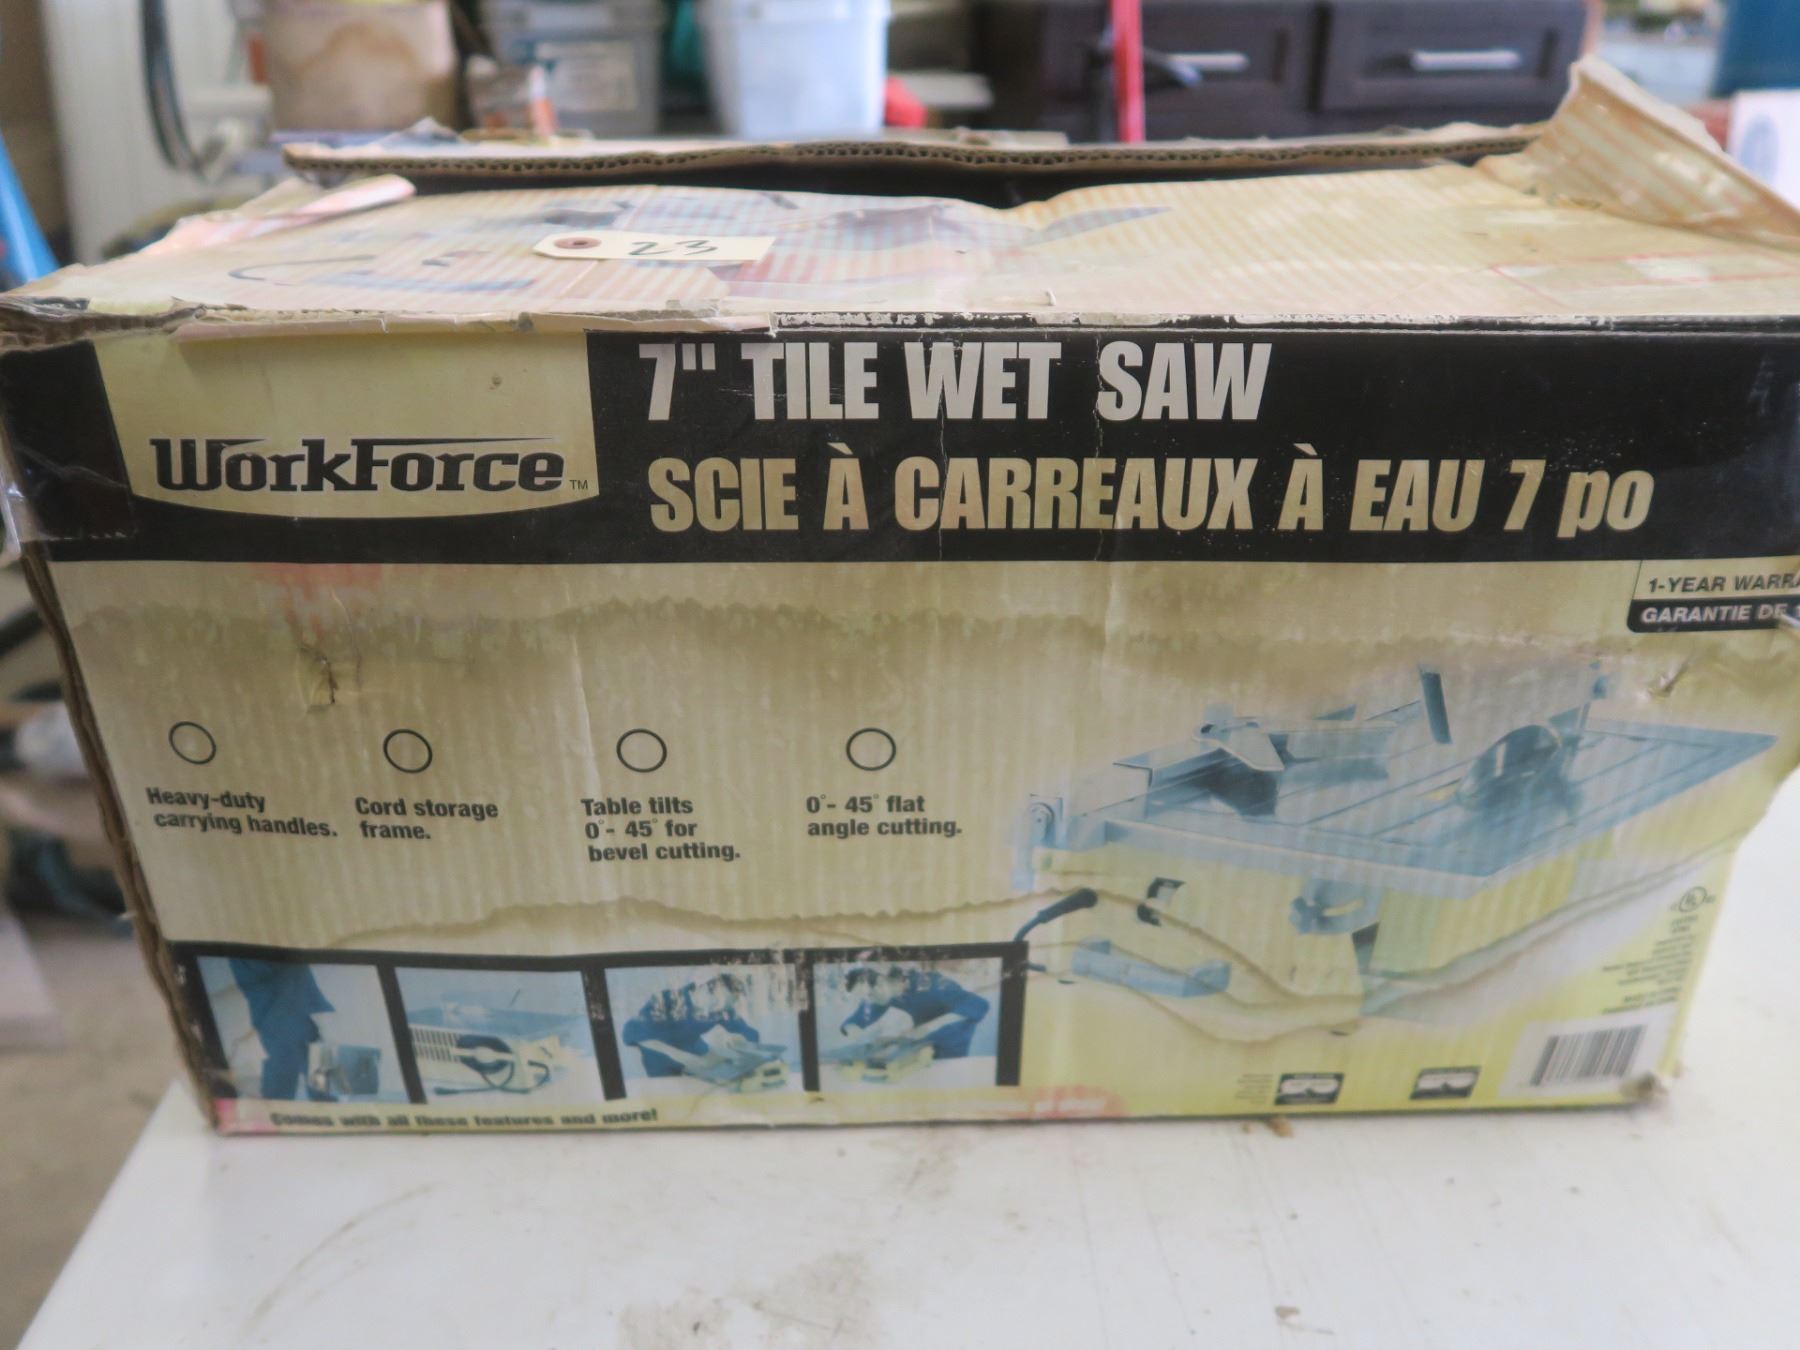 23
WorkForce™
7" TILE WET SAW
SCIE À CARREAUX À EAU 7 po
1-YEAR
GARANTIE DE
Heavy-duty
carrying handles.
Cord storage
frame.
Table tilts
0°- 45° for
bevel cutting.
0°- 45° flat
angle cutting.
Comes with all these features and more!